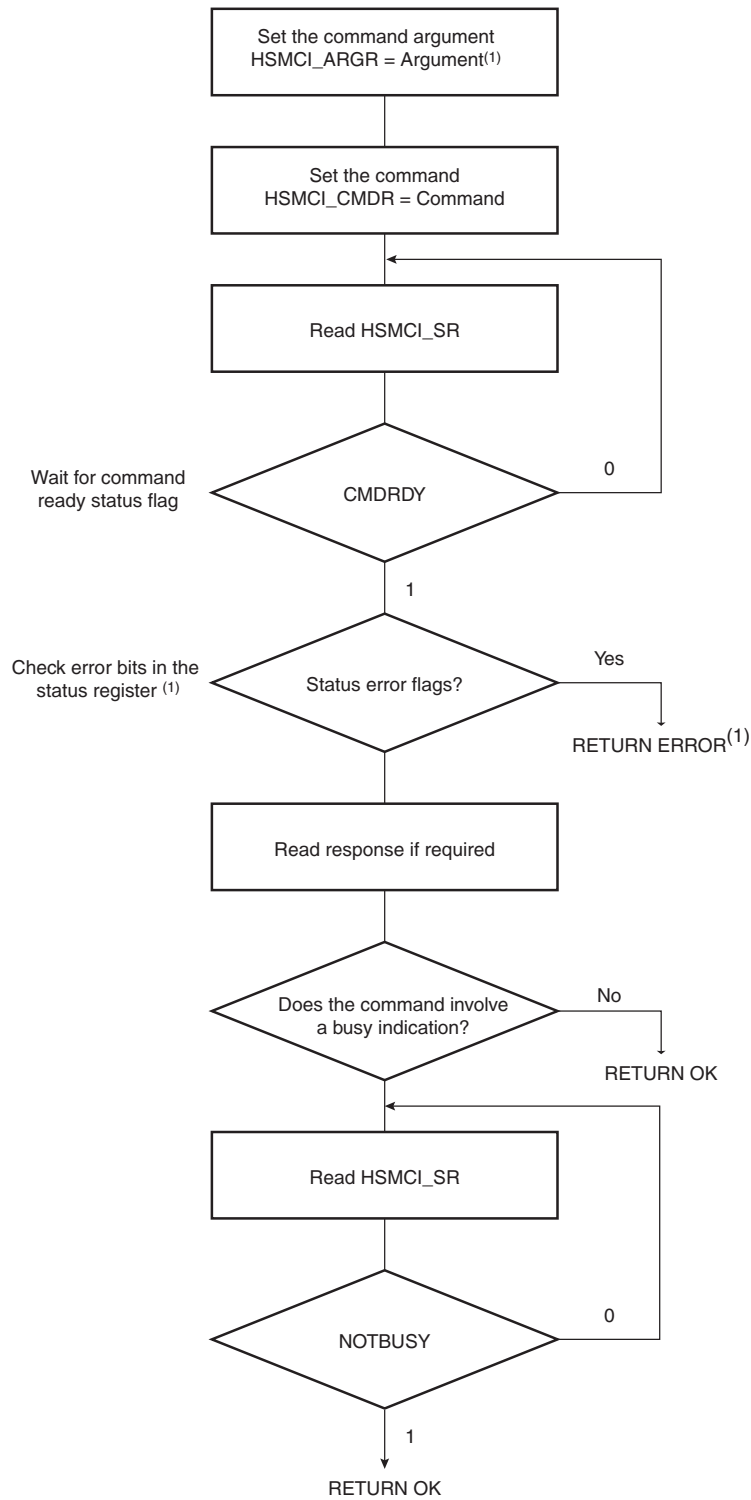 Set the command argument
HSMCI_ARGR = Argument(1)
Set the command
HSMCI_CMDR = Command
Read HSMCI_SR
Wait for command
ready status flag
CMDRDY
0
1
Check error bits in the
status register (1)
Status error flags?
Yes
RETURN ERROR(1)
Read response if required
Does the command involve
a busy indication?
No
RETURN OK
Read HSMCI_SR
NOTBUSY
0
1
RETURN OK